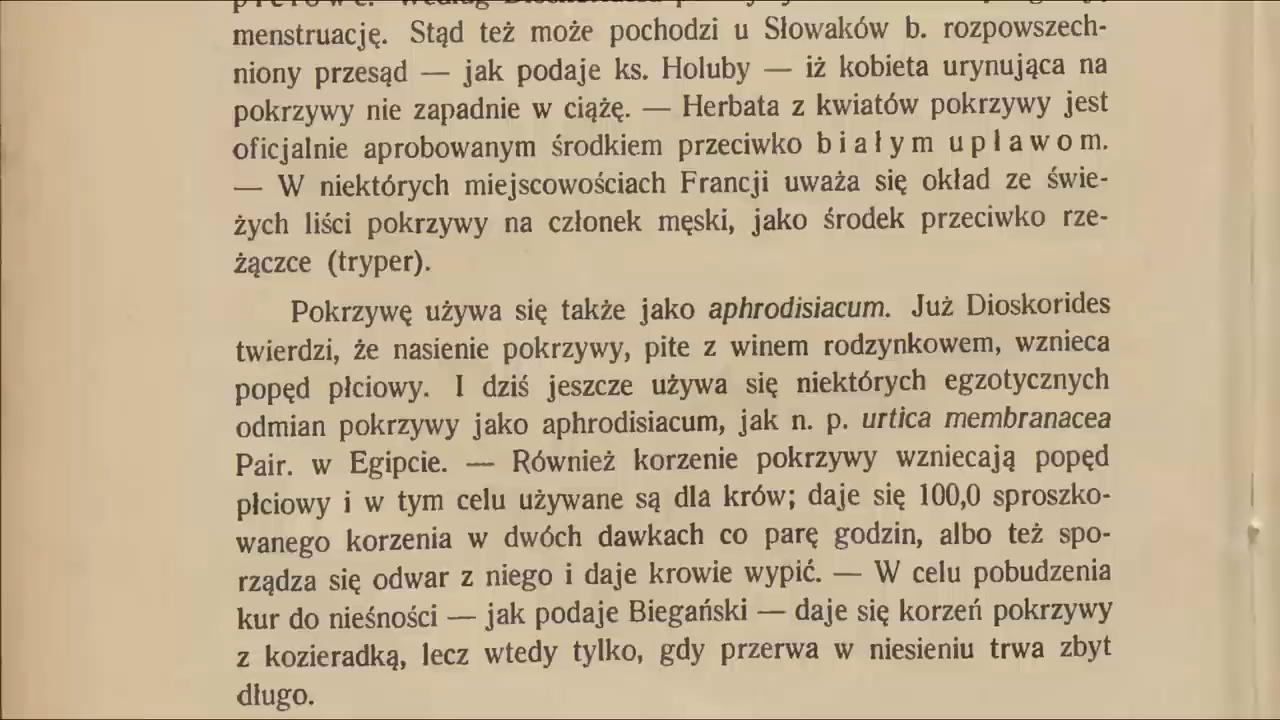 menstruację. Stąd też może pochodzi u Słowaków b. rozpowszech-
niony przesąd — jak podaje ks. Holuby — iż kobieta urynująca na
pokrzywy nie zapadnie w ciążę. — Herbata z kwiatów pokrzywy jest
oficjalnie aprobowanym środkiem przeciwko białym upławom.
— W niektórych miejscowościach Francji uważa się okład ze świe-
żych liści pokrzywy na członek męski, jako środek przeciwko rze-
żączce (tryper).
Pokrzywę używa się także jako aphrodisiacum. Już Dioskorides
twierdzi, że nasienie pokrzywy, pite z winem rodzynkowem, wznieca
popęd płciowy. I dziś jeszcze używa się niektórych egzotycznych
odmian pokrzywy jako aphrodisiacum, jak n. p. urtica membranacea
Pair. w Egipcie. — Również korzenie pokrzywy wzniecają popęd
płciowy i w tym celu używane są dla krów; daje się 100,0 sproszko-
wanego korzenia w dwóch dawkach co parę godzin, albo też spo-
rządza się odwar z niego i daje krowie wypić. — W celu pobudzenia
kur do nieśności — jak podaje Biegański — daje się korzeń pokrzywy
z kozieradką, lecz wtedy tylko, gdy przerwa w niesieniu trwa zbyt
długo.